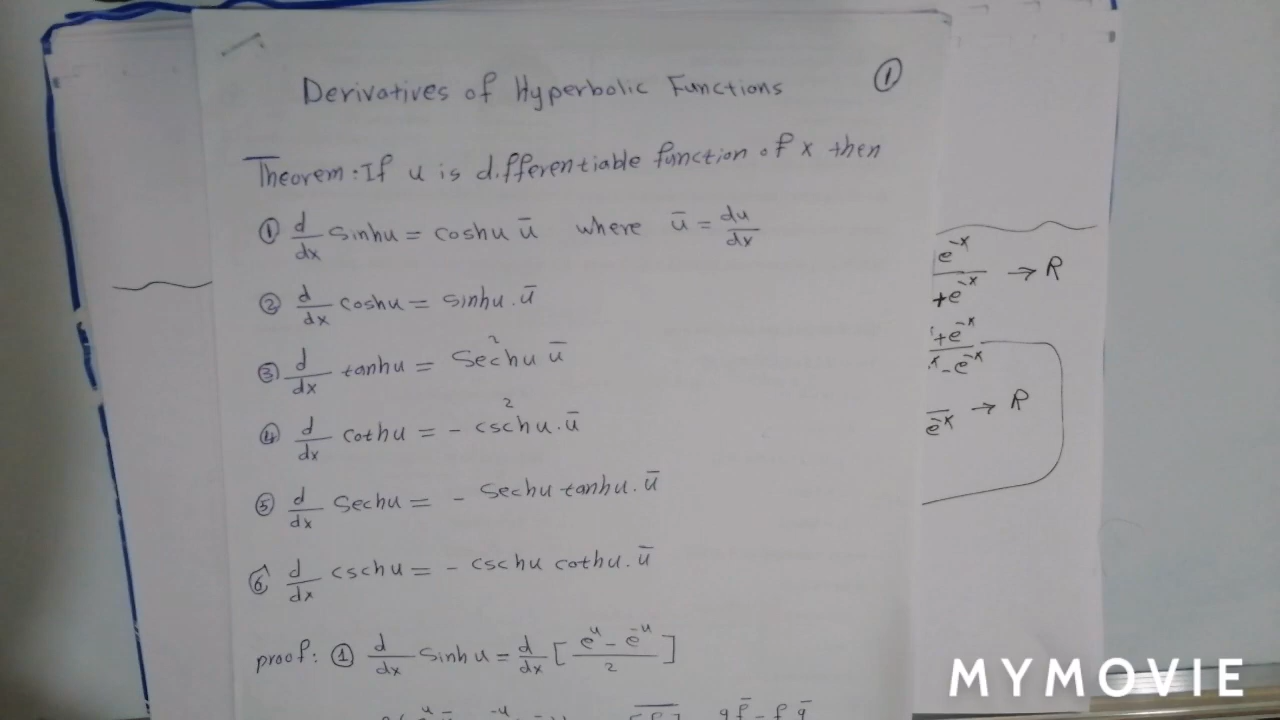 Derivatives of Hyperbolic Functions ①
Theorem: If u is differentiable function of x then
① d/dx sinhu = coshu ū where ū = du/dx
② d/dx coshu = sinhu . ū
③ d/dx tanhu = Sech²u ū
④ d/dx cothu = - csch²u . ū
⑤ d/dx Sechu = - Sechu tanhu . ū
⑥ d/dx cschu = - cschu cothu . ū
proof: ① d/dx Sinhu = d/dx [ (e^u - e^-u) / 2 ]
e^-x
+e^-x → R
+e^-x
x - e^-x
e^-x → R
MYMOVIE